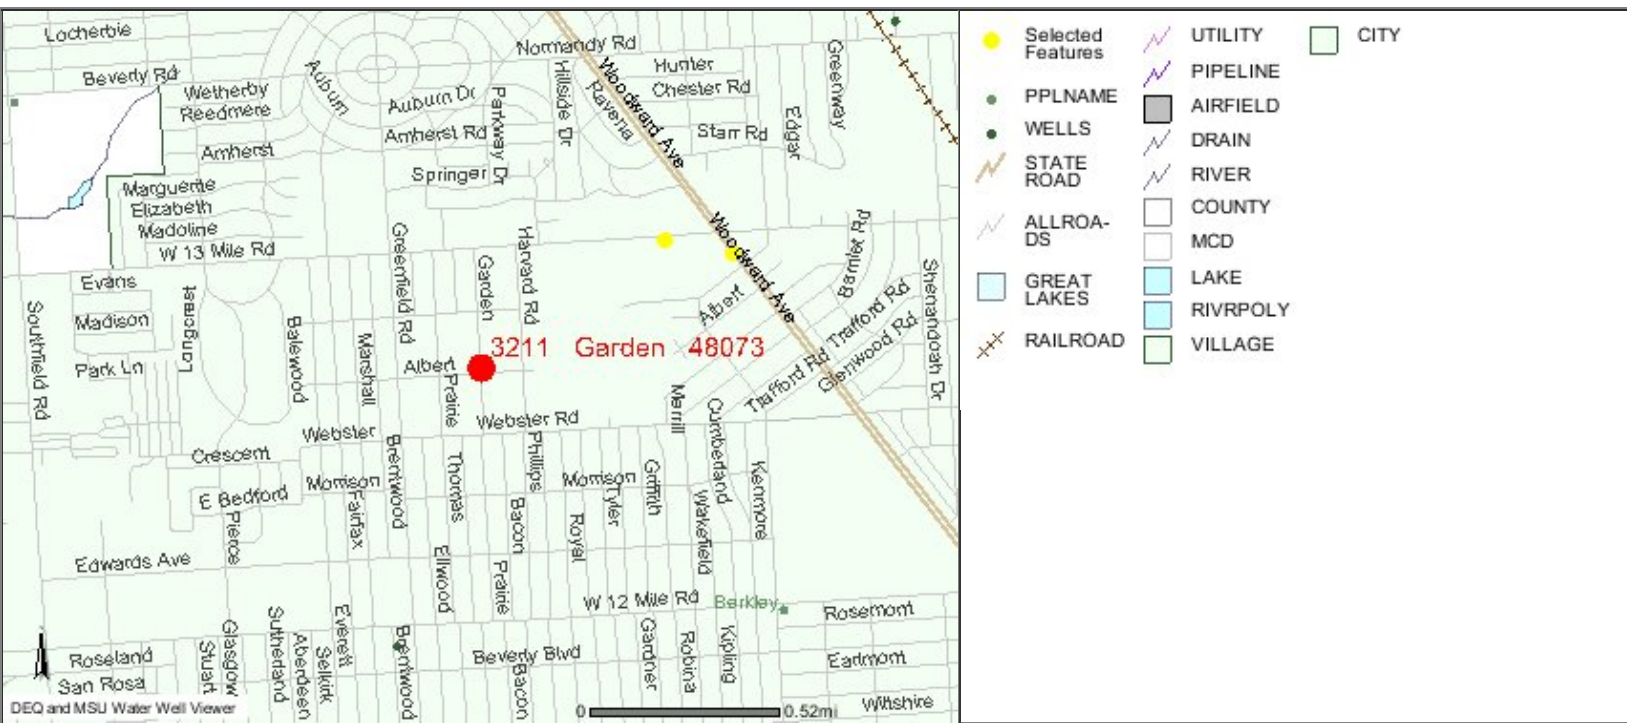 Locherbie
Normandy Rd
Beverly Rd
Auburn
Hillside Dr
Woodward Ave
Hunter
Greenway
Wetherby
Chester Rd
Reedmere
Auburn Dr
Parkway Dr
Ravena
Edgar
Amherst Rd
Starr Rd
Amherst
Springer
Marguerite
Elizabeth
Madoline
W 13 Mile Rd
Greenfield Rd
Garden
Harvard Rd
Woodward Ave
Albert
Shenandoah Dr
Evans
Longcrest
Madison
Southfield Rd
Balewood
Marshall
Trafford Rd
3211 Garden 48073
Park Ln
Albert
Prairie
Merrill
Trafford Rd
Glenwood Rd
Webster Rd
Cumberland
Webster
Brentwood
Phillips
Crescent
Thomas
Morrison
Griffith
Kenmore
Morrison
E Bedford
Fairfax
Bacon
Royal
Tyler
Wakefield
Pierce
Edwards Ave
Ellwood
Prairie
W 12 Mile Rd
Berkley
Rosemont
Glasgow
Sutherland
Everett
Brentwood
Gardner
Robina
Kipling
Roseland
Stuart
Aberdeen
Selkirk
Beverly Blvd
Bacon
Earlmont
San Rosa
Wiltshire
DEQ and MSU Water Well Viewer
0
0.52mi
Selected
Features
PPLNAME
WELLS
STATE
ROAD
ALLROA-
DS
GREAT
LAKES
RAILROAD
UTILITY
PIPELINE
AIRFIELD
DRAIN
RIVER
COUNTY
MCD
LAKE
RIVRPOLY
VILLAGE
CITY